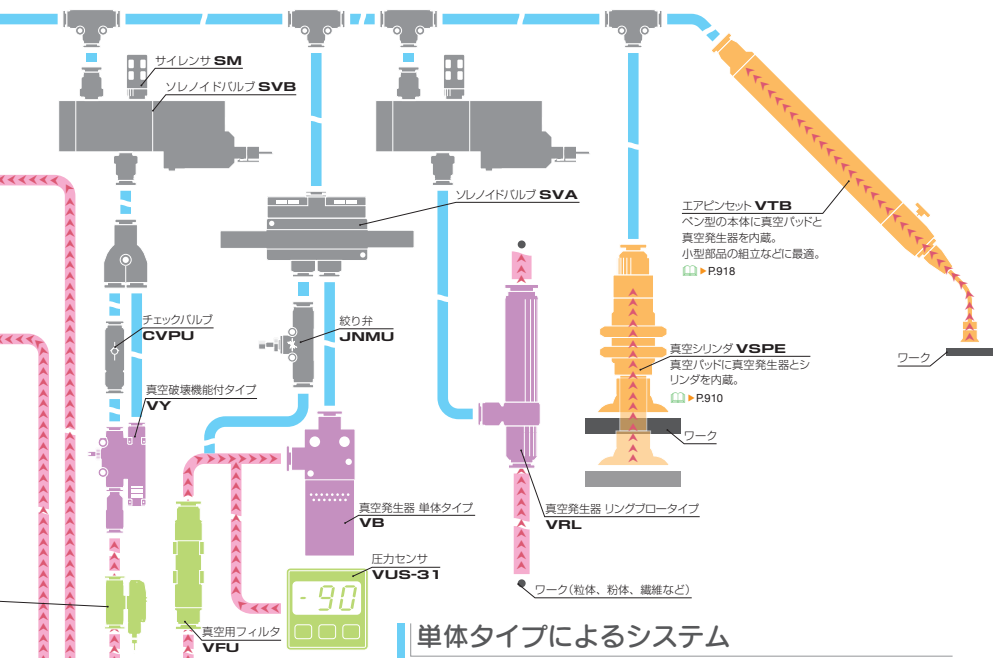 サイレンサ SM
ソレノイドバルブ SVB
ソレノイドバルブ SVA
エアピンセット VTB
ペン型の本体に真空パッドと
真空発生器を内蔵。
小型部品の組立などに最適。
▶P.918
チェックバルブ
CVPU
絞り弁
JNMU
真空シリンダ VSPE
真空パッドに真空発生器とシ
リンダを内蔵。
▶P.910
ワーク
真空破壊機能付タイプ
VY
ワーク
真空発生器 単体タイプ
VB
真空発生器 リングブロータイプ
VRL
圧力センサ
VUS-31
-90
ワーク(粒体、粉体、繊維など)
真空用フィルタ
VFU
単体タイプによるシステム